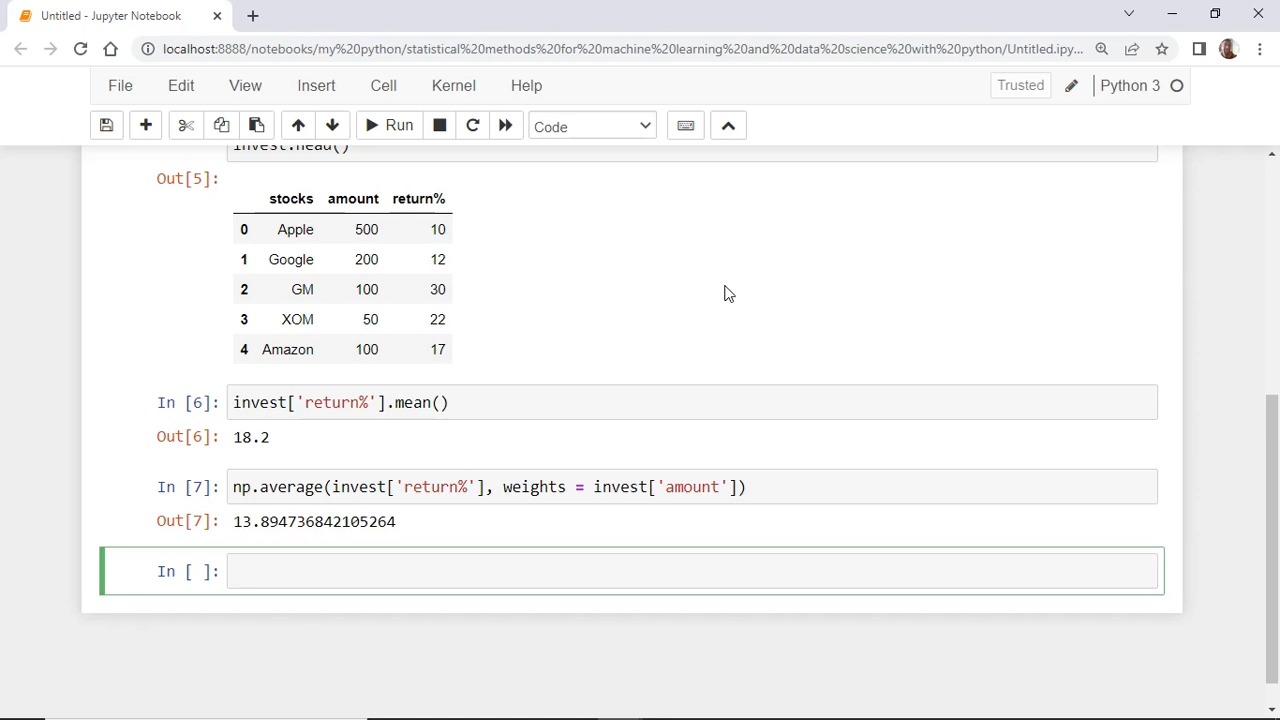 Untitled - Jupyter Notebook
localhost:8888/notebooks/my%20python/statistical%20methods%20for%20machine%20learning%20and%20data%20science%20with%20python/Untitled.ipy...
File Edit View Insert Cell Kernel Help Trusted Python 3
Run Code
invest.head()
Out[5]:
stocks amount return%
0 Apple 500 10
1 Google 200 12
2 GM 100 30
3 XOM 50 22
4 Amazon 100 17
In [6]: invest['return%'].mean()
Out[6]: 18.2
In [7]: np.average(invest['return%'], weights = invest['amount'])
Out[7]: 13.894736842105264
In [ ]: